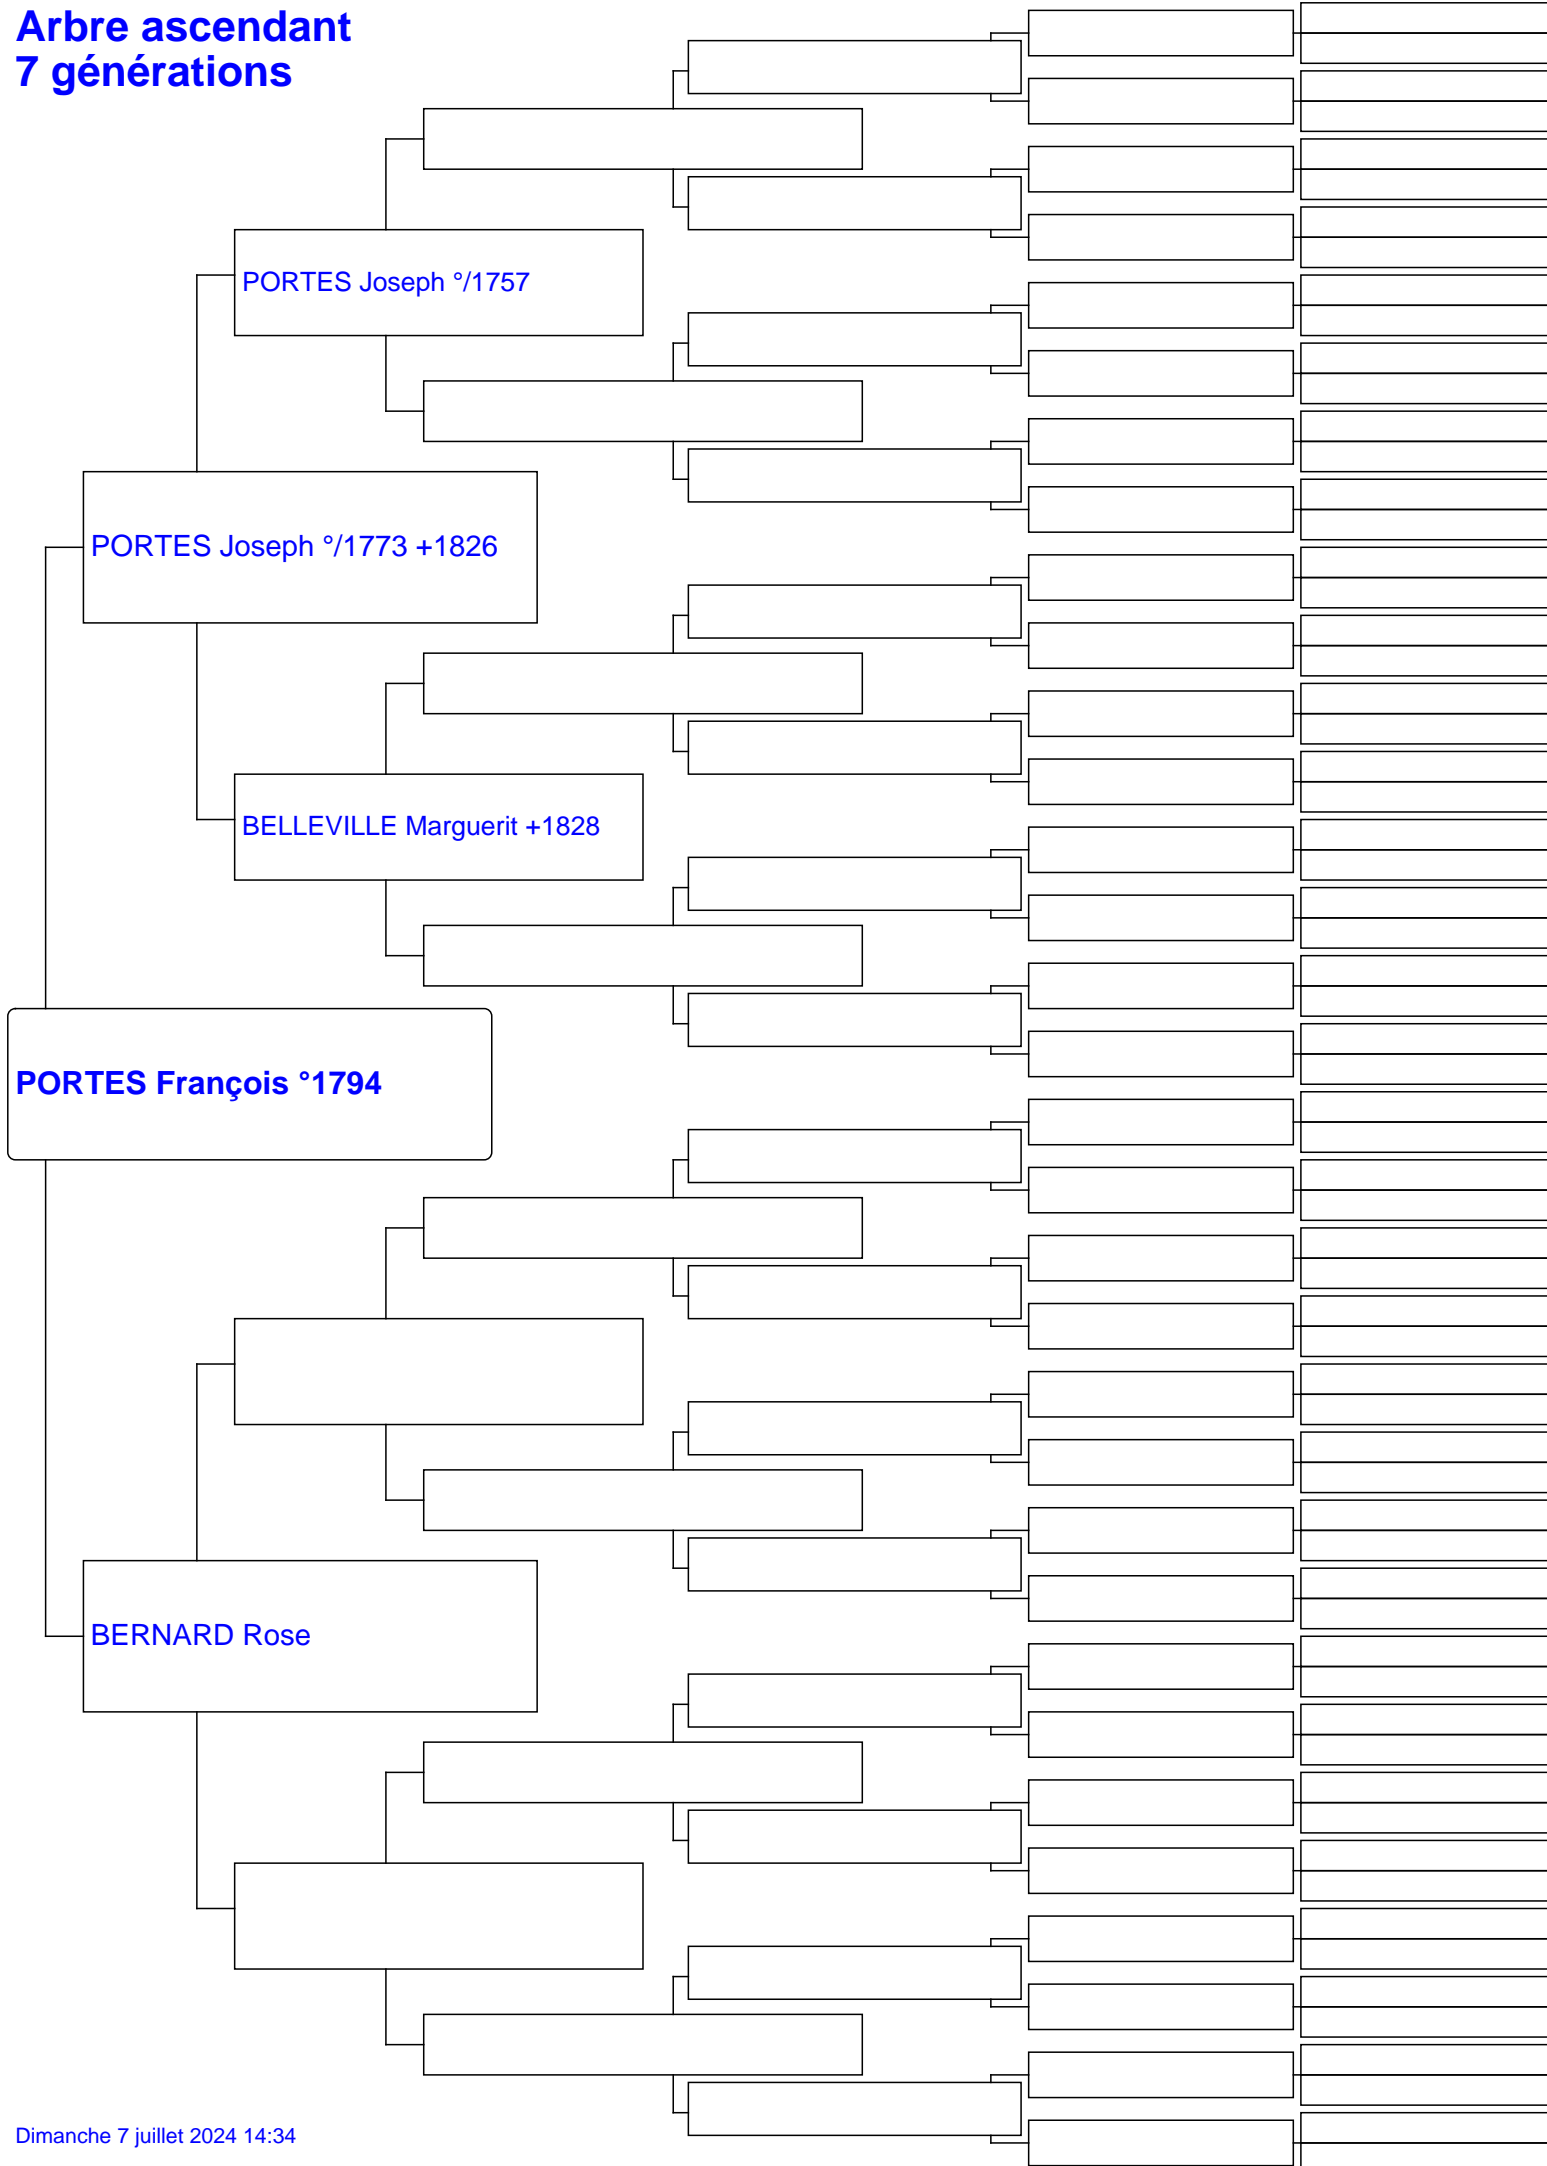 Arbre ascendant
7 générations
PORTES Joseph °/1757
PORTES Joseph °/1773 +1826
BELLEVILLE Marguerit +1828
PORTES François °1794
BERNARD Rose
Dimanche 7 juillet 2024 14:34